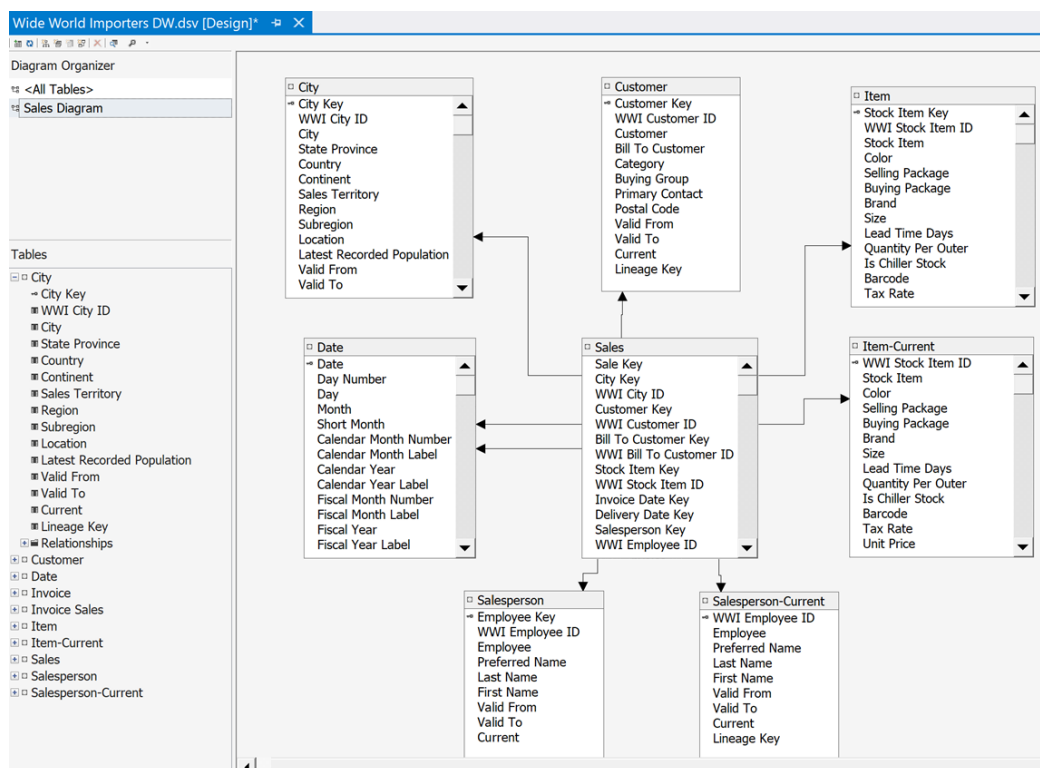 Wide World Importers DW.dsv [Design]*
Diagram Organizer
<All Tables>
Sales Diagram
Tables
City
City Key
WWI City ID
City
State Province
Country
Continent
Sales Territory
Region
Subregion
Location
Latest Recorded Population
Valid From
Valid To
Current
Lineage Key
Relationships
Customer
Date
Invoice
Invoice Sales
Item
Item-Current
Sales
Salesperson
Salesperson-Current
City
City Key
WWI City ID
City
State Province
Country
Continent
Sales Territory
Region
Subregion
Location
Latest Recorded Population
Valid From
Valid To
Customer
Customer Key
WWI Customer ID
Customer
Bill To Customer
Category
Buying Group
Primary Contact
Postal Code
Valid From
Valid To
Current
Lineage Key
Item
Stock Item Key
WWI Stock Item ID
Stock Item
Color
Selling Package
Buying Package
Brand
Size
Lead Time Days
Quantity Per Outer
Is Chiller Stock
Barcode
Tax Rate
Date
Date
Day Number
Day
Month
Short Month
Calendar Month Number
Calendar Month Label
Calendar Year
Calendar Year Label
Fiscal Month Number
Fiscal Month Label
Fiscal Year
Fiscal Year Label
Sales
Sale Key
City Key
WWI City ID
Customer Key
WWI Customer ID
Bill To Customer Key
WWI Bill To Customer ID
Stock Item Key
WWI Stock Item ID
Invoice Date Key
Delivery Date Key
Salesperson Key
WWI Employee ID
Item-Current
WWI Stock Item ID
Stock Item
Color
Selling Package
Buying Package
Brand
Size
Lead Time Days
Quantity Per Outer
Is Chiller Stock
Barcode
Tax Rate
Unit Price
Salesperson
Employee Key
WWI Employee ID
Employee
Preferred Name
Last Name
First Name
Valid From
Valid To
Current
Salesperson-Current
WWI Employee ID
Employee
Preferred Name
Last Name
First Name
Valid From
Valid To
Current
Lineage Key